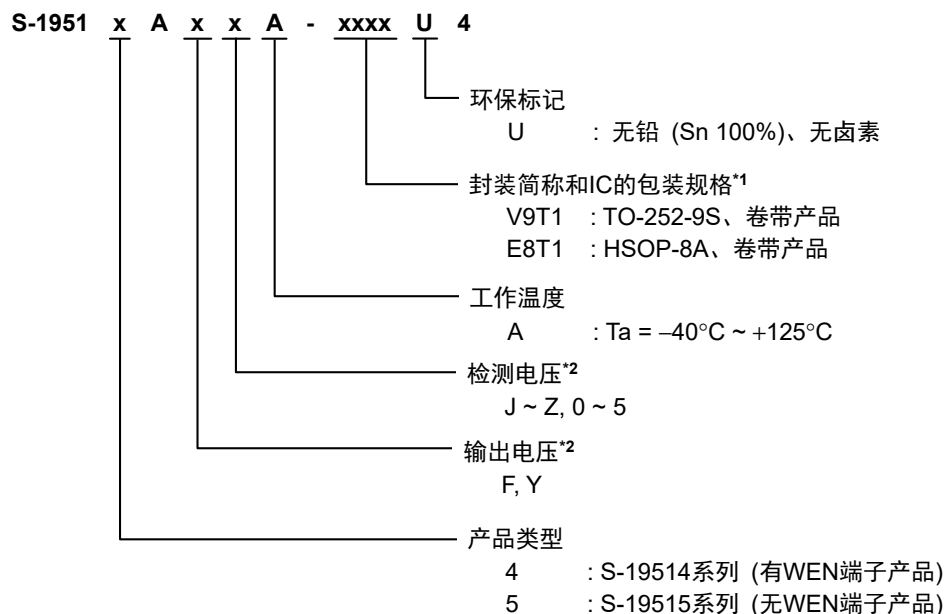 S-1951 x A x x A - xxxx U 4
环保标记
U : 无铅 (Sn 100%)、无卤素
封装简称和IC的包装规格*1
V9T1 : TO-252-9S、卷带产品
E8T1 : HSOP-8A、卷带产品
工作温度
A : Ta = −40°C ~ +125°C
检测电压*2
J ~ Z, 0 ~ 5
输出电压*2
F, Y
产品类型
4 : S-19514系列 (有WEN端子产品)
5 : S-19515系列 (无WEN端子产品)